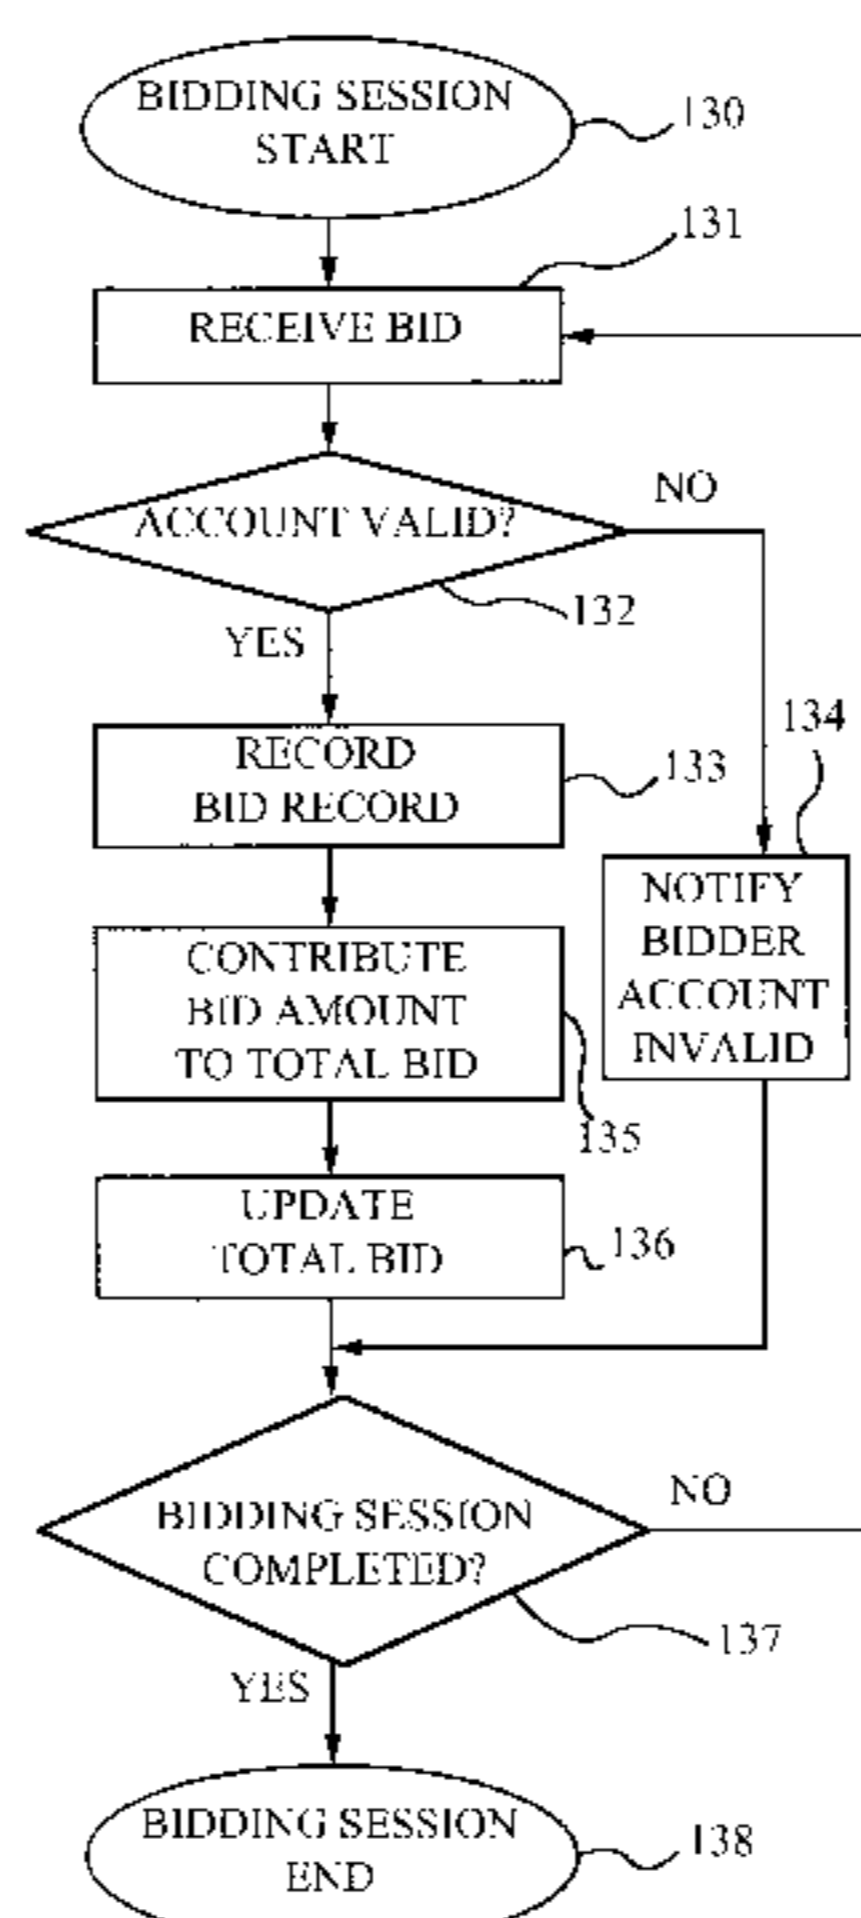 BIDDING SESSION
START
130
131
RECEIVE BID
NO
ACCOUNT VALID?
132
YES
134
RECORD
BID RECORD
133
NOTIFY
BIDDER
ACCOUNT
INVALID
CONTRIBUTE
BID AMOUNT
TO TOTAL BID
135
UPDATE
TOTAL BID
136
NO
BIDDING SESSION
COMPLETED?
137
YES
BIDDING SESSION
END
138